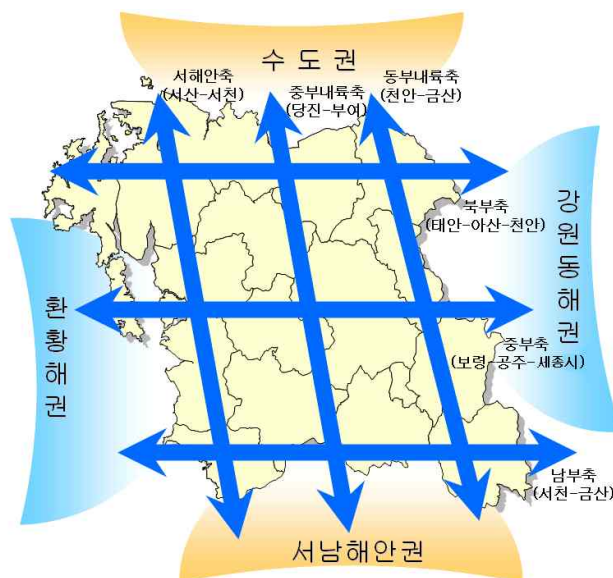 수도권
서해안축
(서산-서천)
중부내륙축
(당진-부여)
동부내륙축
(천안-금산)
북부축
(태안-아산-천안)
강원동해권
환황해권
중부축
(보령-공주-세종시)
남부축
(서천-금산)
서남해안권